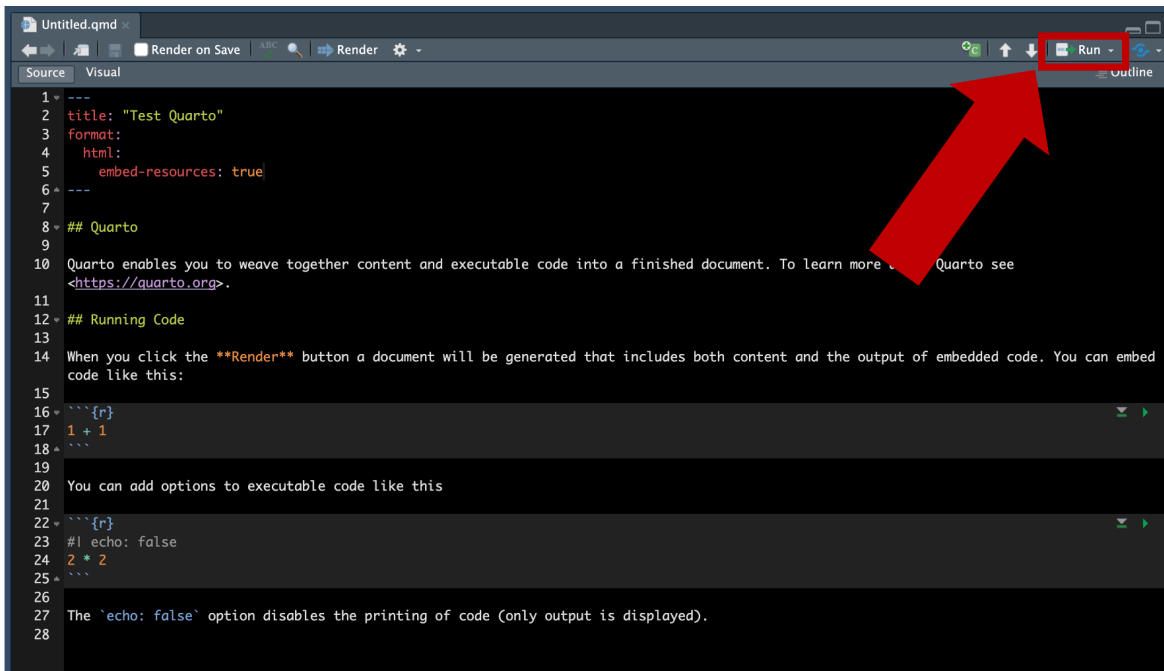 Untitled.qmd
Render on Save ABC Render C Run
Source Visual Outline
1 ---
2 title: "Test Quarto"
3 format:
4 html:
5 embed-resources: true
6 ---
7
8 ## Quarto
9
10 Quarto enables you to weave together content and executable code into a finished document. To learn more Quarto see
<https://quarto.org>.
11
12 ## Running Code
13
14 When you click the **Render** button a document will be generated that includes both content and the output of embedded code. You can embed
code like this:
15
16 ```{r}
17 1 + 1
18 ```
19
20 You can add options to executable code like this
21
22 ```{r}
23 #| echo: false
24 2 * 2
25 ```
26
27 The `echo: false` option disables the printing of code (only output is displayed).
28